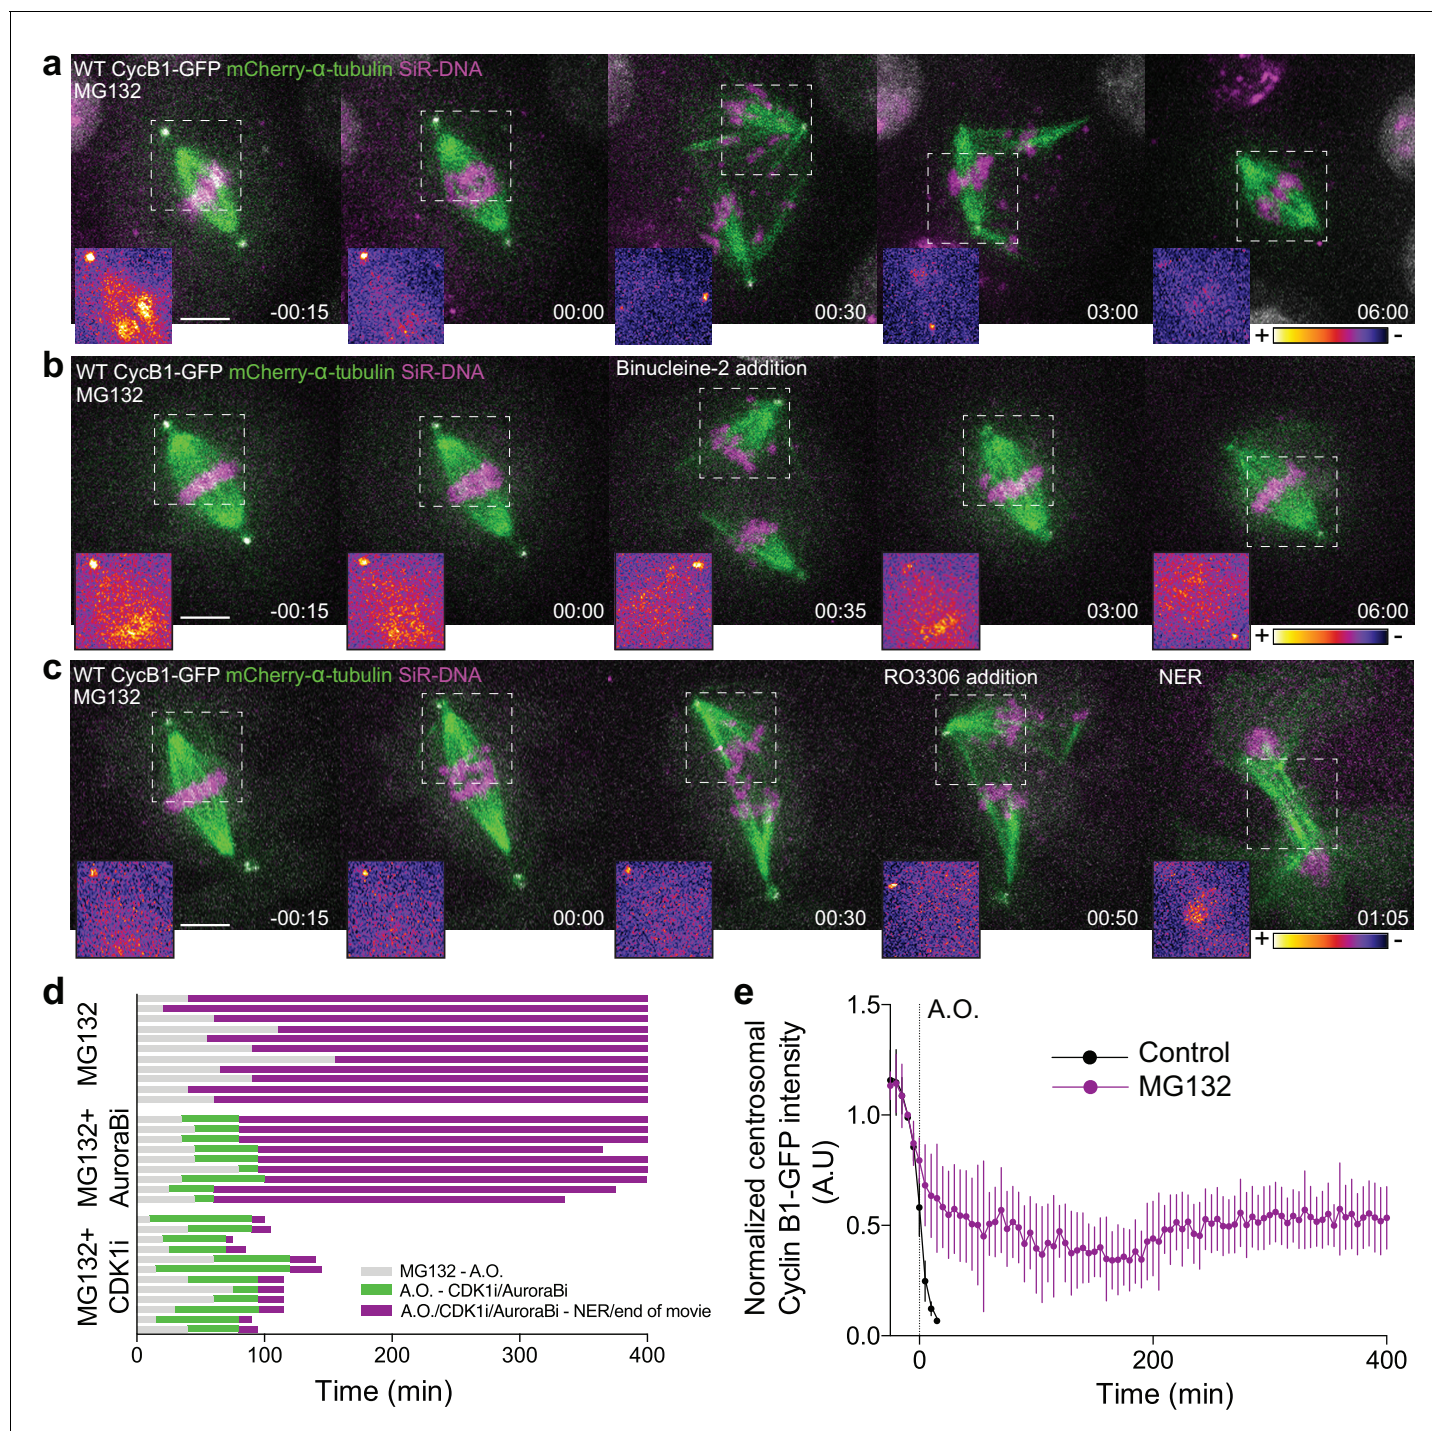 a
WT CycB1-GFP mCherry-α-tubulin SiR-DNA
MG132
-00:15
00:00
00:30
03:00
06:00
+ -
b
WT CycB1-GFP mCherry-α-tubulin SiR-DNA
MG132
Binucleine-2 addition
-00:15
00:00
00:35
03:00
06:00
+ -
c
WT CycB1-GFP mCherry-α-tubulin SiR-DNA
MG132
RO3306 addition
NER
-00:15
00:00
00:30
00:50
01:05
+ -
d
MG132
MG132+
AuroraBi
MG132+
CDK1i
MG132 - A.O.
A.O. - CDK1i/AuroraBi
A.O./CDK1i/AuroraBi - NER/end of movie
0 100 200 300 400
Time (min)
e
Normalized centrosomal
Cyclin B1-GFP intensity
(A.U)
1.5
1.0
0.5
0.0
A.O.
Control
MG132
0 200 400
Time (min)